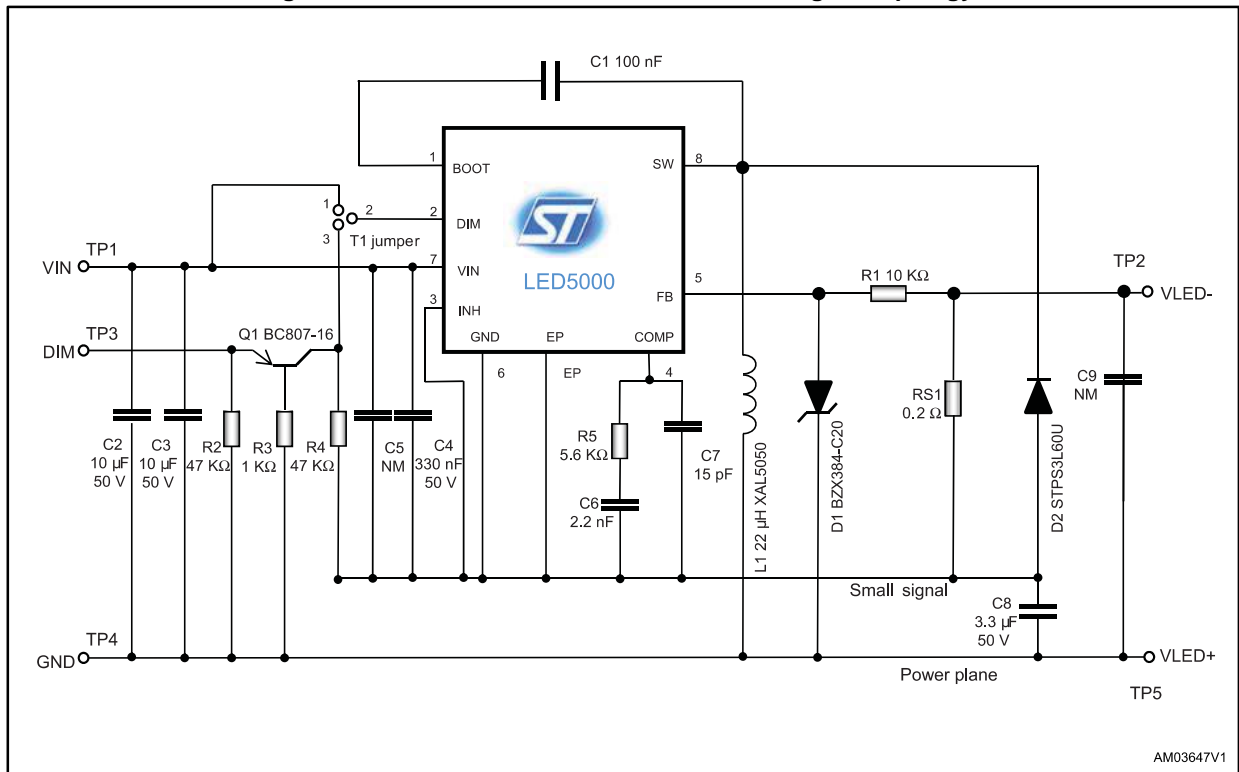 C1 100 nF
1
BOOT
SW
8
1
2
3
T1 jumper
2
DIM
ST
LED5000
TP1
VIN
7
VIN
3
INH
5
FB
R1 10 KΩ
TP2
VLED-
TP3
DIM
Q1 BC807-16
GND
6
EP
EP
COMP
4
C2
10 µF
50 V
C3
10 µF
50 V
R2
47 KΩ
R3
1 KΩ
R4
47 KΩ
C5
NM
C4
330 nF
50 V
R5
5.6 KΩ
C6
2.2 nF
C7
15 pF
L1 22 µH XAL5050
D1 BZX384-C20
RS1
0.2 Ω
D2 STPS3L60U
C9
NM
Small signal
C8
3.3 µF
50 V
TP4
GND
Power plane
VLED+
TP5
AM03647V1